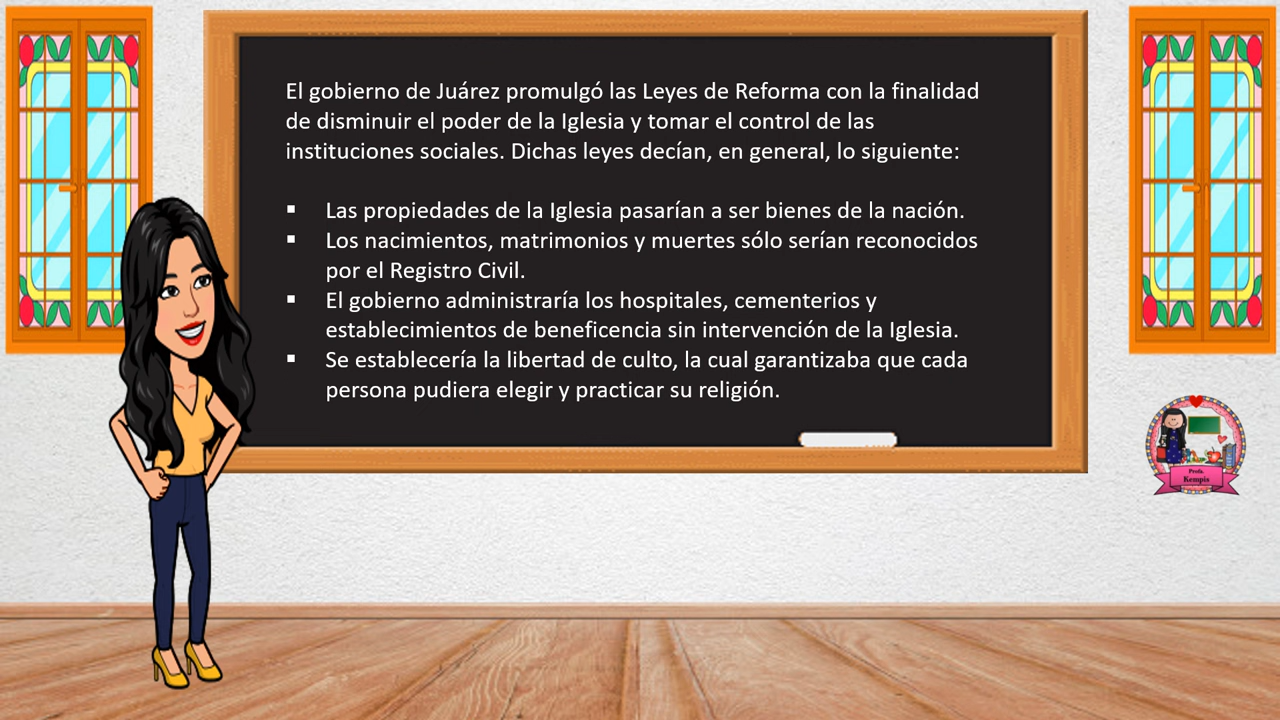 El gobierno de Juárez promulgó las Leyes de Reforma con la finalidad
de disminuir el poder de la Iglesia y tomar el control de las
instituciones sociales. Dichas leyes decían, en general, lo siguiente:
▪ Las propiedades de la Iglesia pasarían a ser bienes de la nación.
▪ Los nacimientos, matrimonios y muertes sólo serían reconocidos
por el Registro Civil.
▪ El gobierno administraría los hospitales, cementerios y
establecimientos de beneficencia sin intervención de la Iglesia.
▪ Se establecería la libertad de culto, la cual garantizaba que cada
persona pudiera elegir y practicar su religión.
Profa.
Kempis